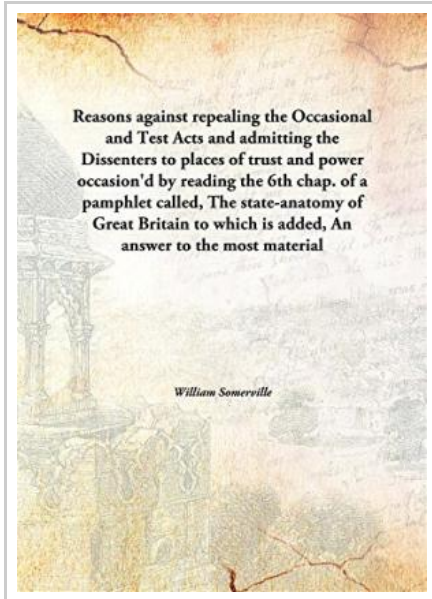 Reasons against repealing the Occasional
and Test Acts and admitting the
Dissenters to places of trust and power
occasion'd by reading the 6th chap. of a
pamphlet called, The state-anatomy of
Great Britain to which is added, An
answer to the most material
William Somerville